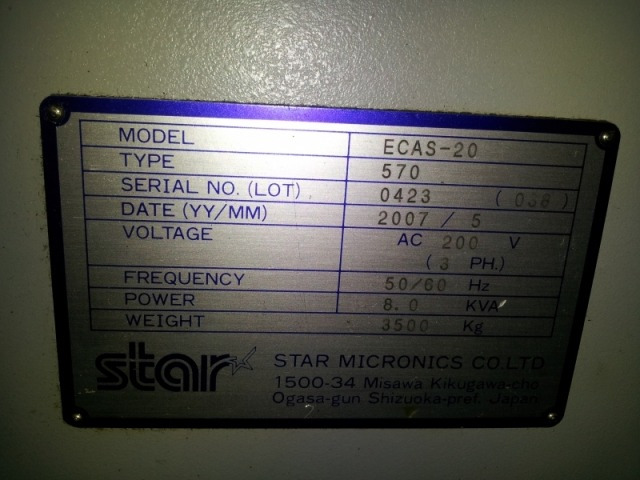 MODEL ECAS-20
TYPE 570
SERIAL NO. (LOT) 0423 (038)
DATE (YY/MM) 2007 / 5
VOLTAGE AC 200 V
(3 PH.)
FREQUENCY 50/60 Hz
POWER 8.0 KVA
WEIGHT 3500 Kg
star STAR MICRONICS CO.LTD
1500-34 Misawa Kikugawa-cho
Ogasa-gun Shizuoka-pref. Japan